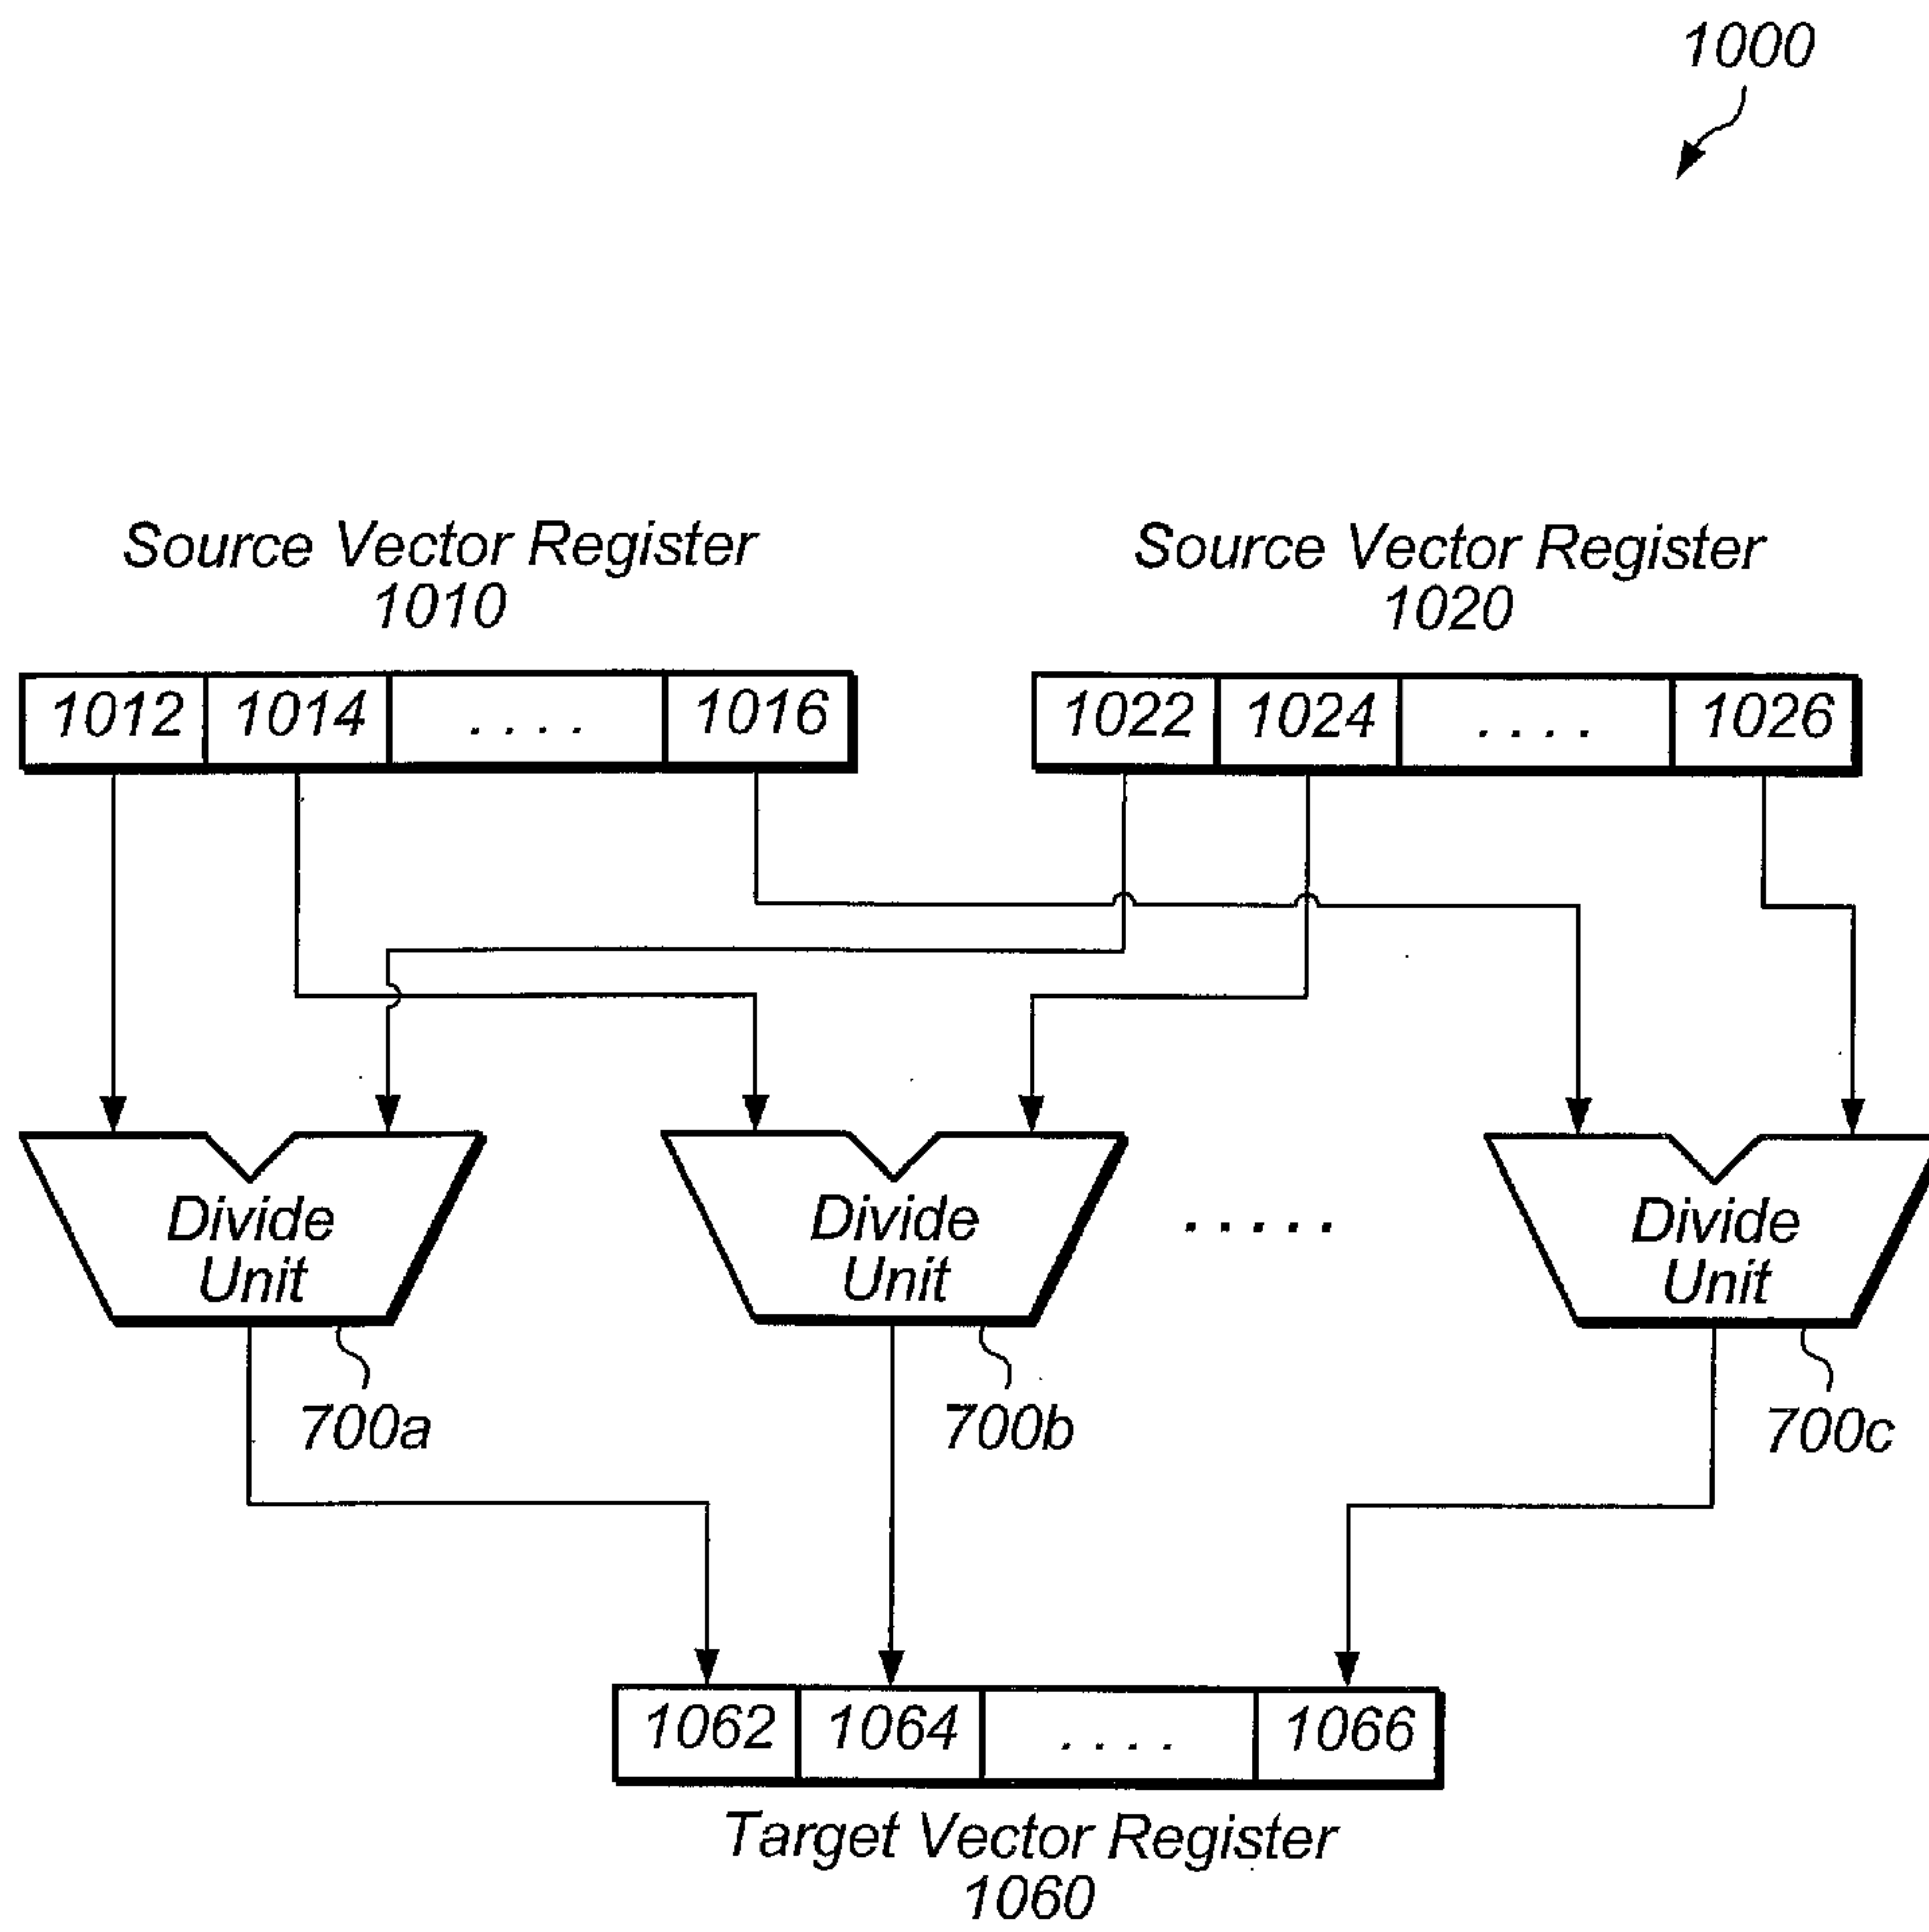 1000
Source Vector Register
1010
Source Vector Register
1020
1012 1014 .... 1016
1022 1024 .... 1026
Divide
Unit
Divide
Unit
.....
Divide
Unit
700a
700b
700c
1062 1064 .... 1066
Target Vector Register
1060